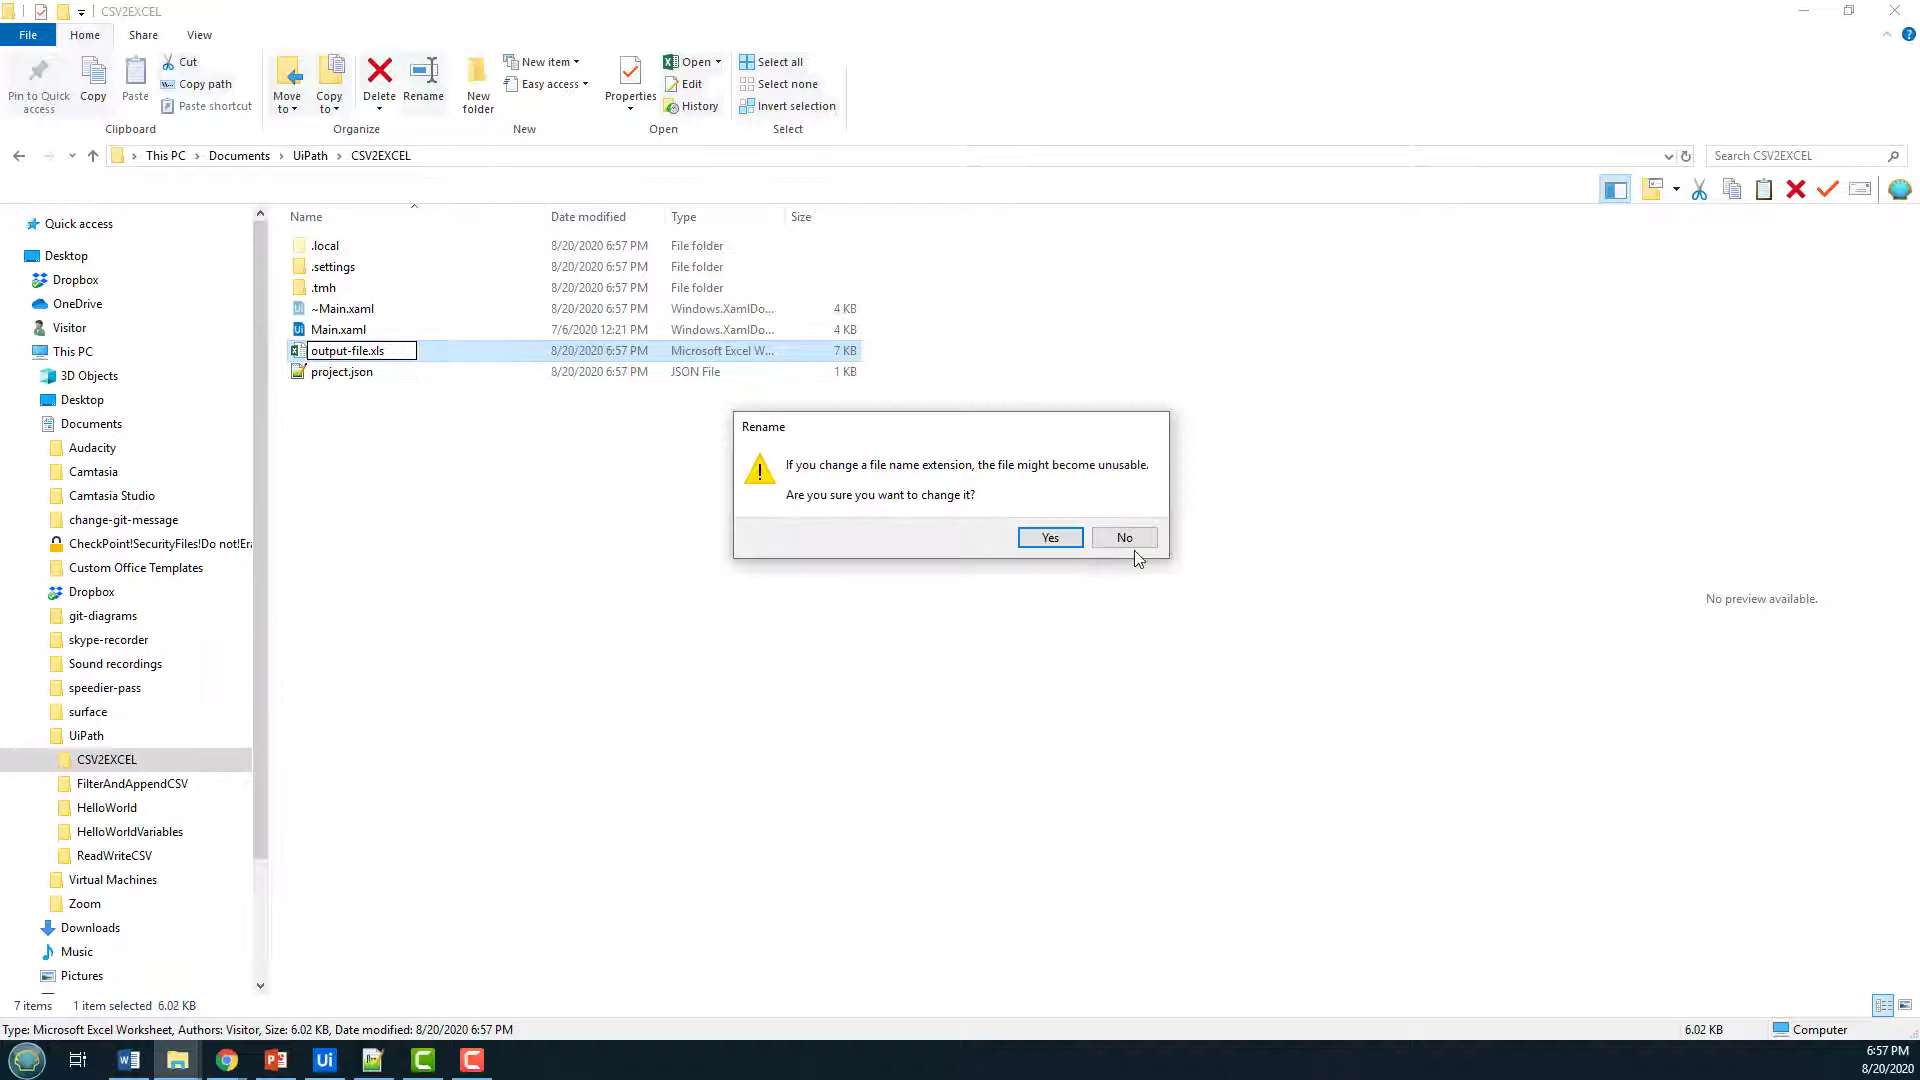 CSV2EXCEL
File Home Share View
Pin to Quick access
Copy
Paste
Cut
Copy path
Paste shortcut
Clipboard
Move to
Copy to
Delete
Rename
Organize
New folder
New item
Easy access
New
Properties
Open
Edit
History
Open
Select all
Select none
Invert selection
Select
This PC > Documents > UiPath > CSV2EXCEL
Search CSV2EXCEL
Quick access
Desktop
Dropbox
OneDrive
Visitor
This PC
3D Objects
Desktop
Documents
Audacity
Camtasia
Camtasia Studio
change-git-message
CheckPoint!SecurityFiles!Do not!Era
Custom Office Templates
Dropbox
git-diagrams
skype-recorder
Sound recordings
speedier-pass
surface
UiPath
CSV2EXCEL
FilterAndAppendCSV
HelloWorld
HelloWorldVariables
ReadWriteCSV
Virtual Machines
Zoom
Downloads
Music
Pictures
Name Date modified Type Size
.local 8/20/2020 6:57 PM File folder
.settings 8/20/2020 6:57 PM File folder
.tmh 8/20/2020 6:57 PM File folder
~Main.xaml 8/20/2020 6:57 PM Windows.XamlDo... 4 KB
Main.xaml 7/6/2020 12:21 PM Windows.XamlDo... 4 KB
output-file.xls 8/20/2020 6:57 PM Microsoft Excel W... 7 KB
project.json 8/20/2020 6:57 PM JSON File 1 KB
Rename
If you change a file name extension, the file might become unusable.
Are you sure you want to change it?
Yes No
No preview available.
7 items 1 item selected 6.02 KB
Type: Microsoft Excel Worksheet, Authors: Visitor, Size: 6.02 KB, Date modified: 8/20/2020 6:57 PM
6.02 KB Computer
Ui
6:57 PM
8/20/2020